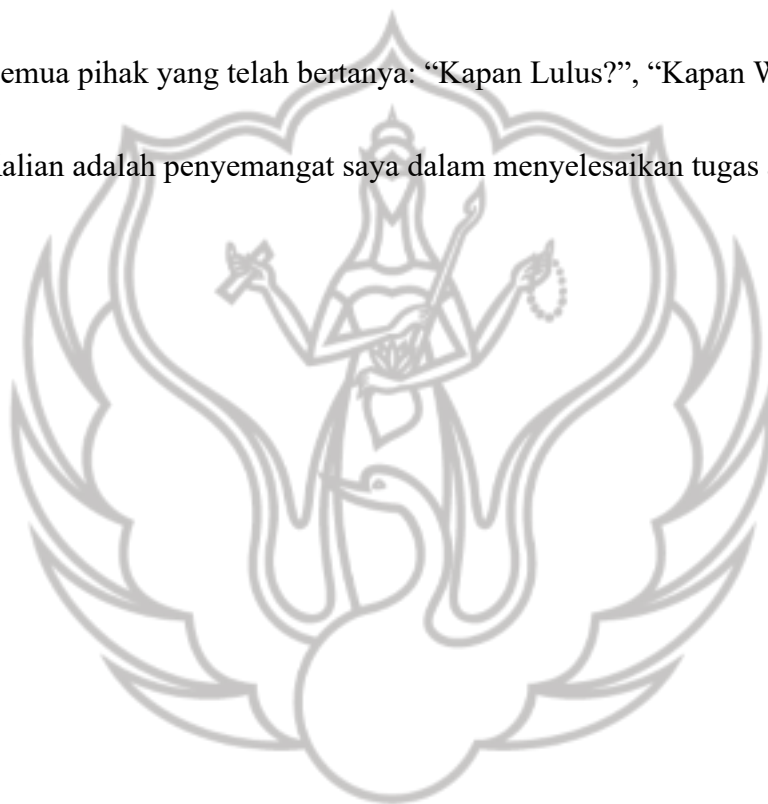 emua pihak yang telah bertanya: “Kapan Lulus?”, “Kapan
alian adalah penyemangat saya dalam menyelesaikan tugas